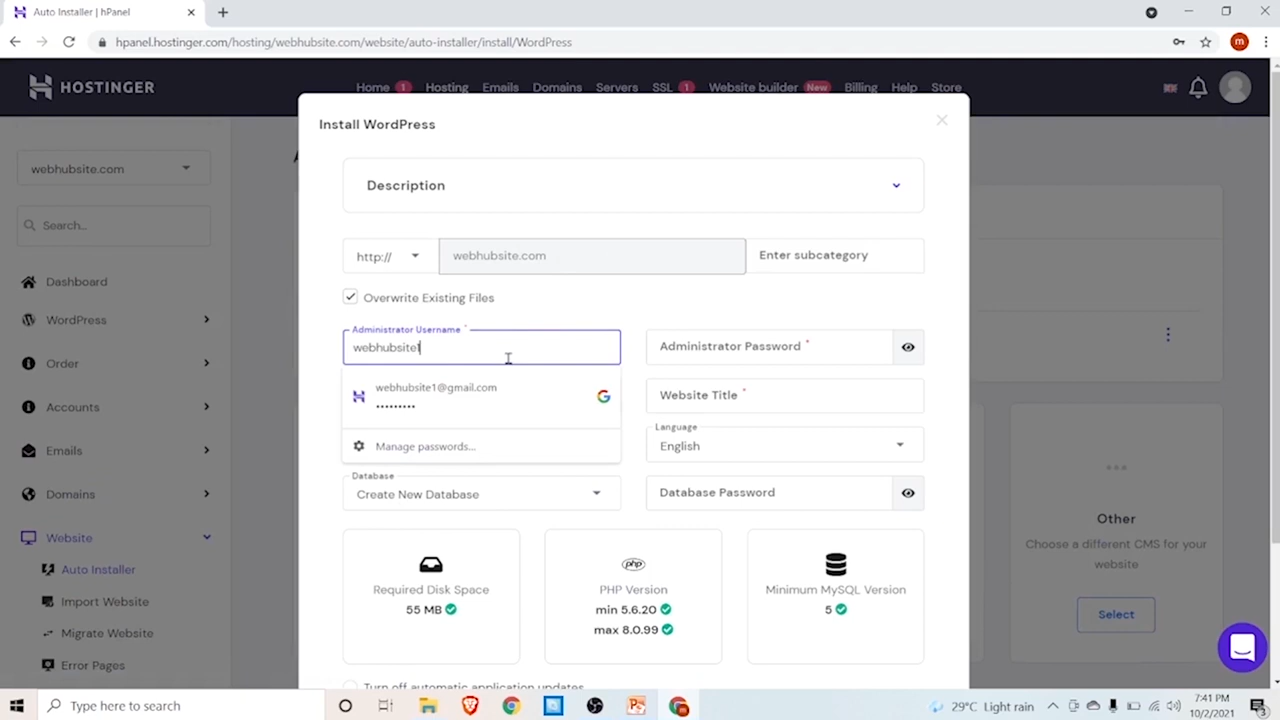 Auto Installer | hPanel
hpanel.hostinger.com/hosting/webhubsite.com/website/auto-installer/install/WordPress
m
HOSTINGER
Home 1 Hosting Emails Domains Servers SSL 1 Website builder New Billing Help Store
Install WordPress
webhubsite.com
Description
Search...
http:// webhubsite.com Enter subcategory
Dashboard
Overwrite Existing Files
WordPress
Administrator Username *
webhubsite1
Administrator Password *
Order
webhubsite1@gmail.com
Website Title *
Accounts
Language
English
Manage passwords...
Emails
Database
Create New Database
Database Password
Domains
Other
Choose a different CMS for your
website
Select
Website
Auto Installer
Import Website
Migrate Website
Error Pages
Required Disk Space
55 MB
php
PHP Version
min 5.6.20
max 8.0.99
Minimum MySQL Version
5
Turn off automatic application updates
Type here to search
29°C Light rain
7:41 PM
10/2/2021
3